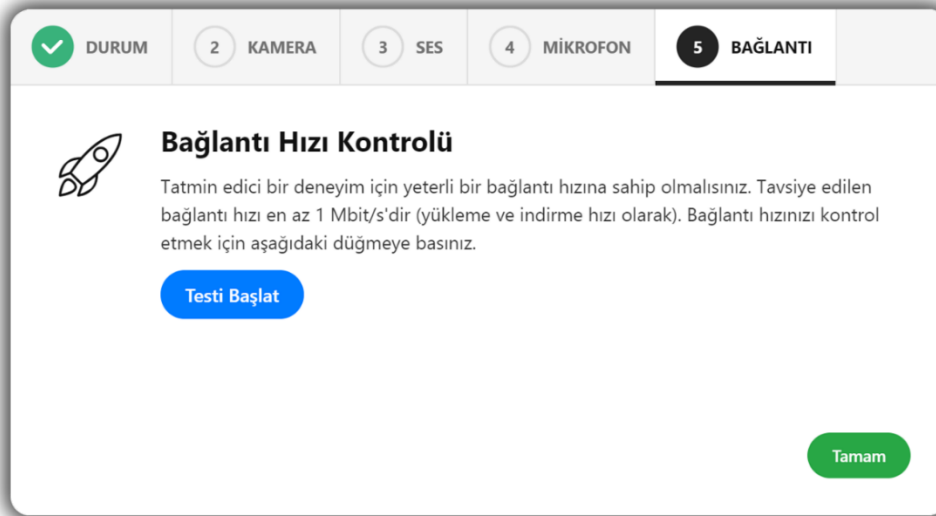 DURUM
2 KAMERA
3 SES
4 MİKROFON
5 BAĞLANTI
Bağlantı Hızı Kontrolü
Tatmin edici bir deneyim için yeterli bir bağlantı hızına sahip olmalısınız. Tavsiye edilen
bağlantı hızı en az 1 Mbit/s'dir (yükleme ve indirme hızı olarak). Bağlantı hızınızı kontrol
etmek için aşağıdaki düğmeye basınız.
Testi Başlat
Tamam